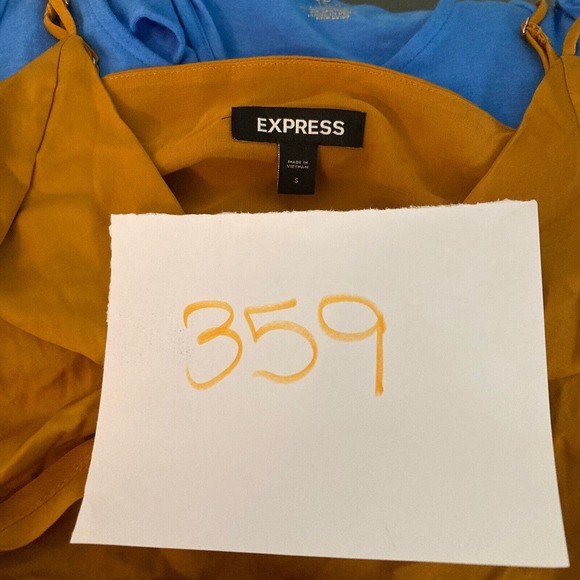 EXPRESS
MADE IN
VIETNAM
S
359